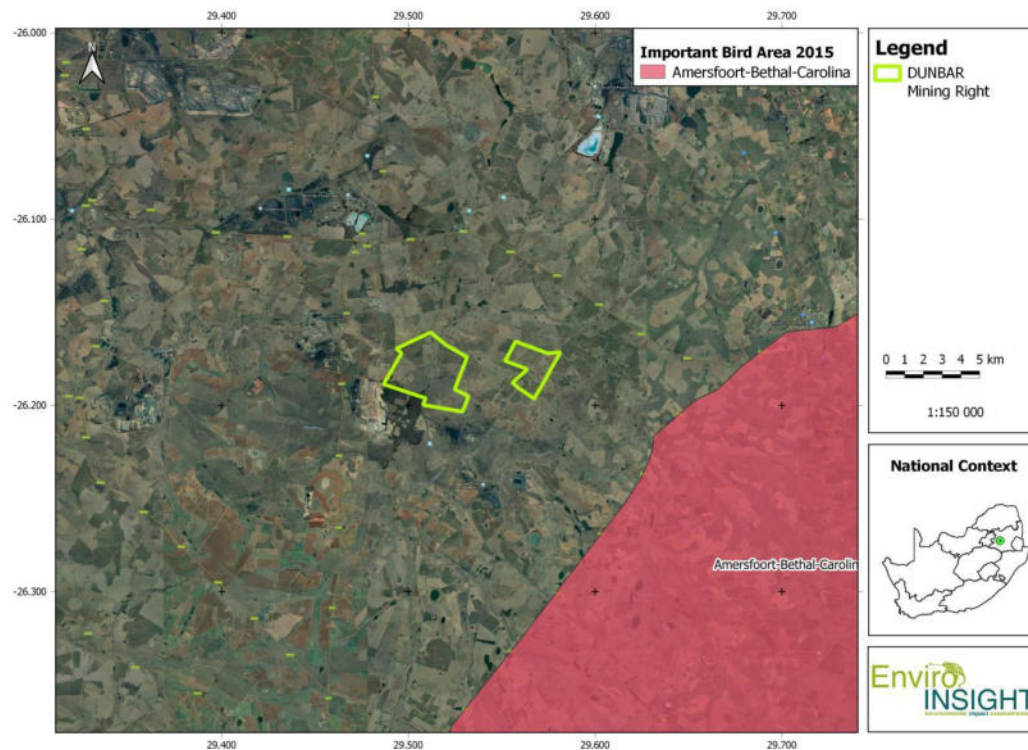 29.400 29.500 29.600 29.700
-26.000
N
Important Bird Area 2015
Amersfoort-Bethal-Carolina
-26.100
-26.200
-26.300
Amersfoort-Bethal-Carolin
29.400 29.500 29.600 29.700
Legend
DUNBAR
Mining Right
0 1 2 3 4 5 km
1:150 000
National Context
Enviro
INSIGHT